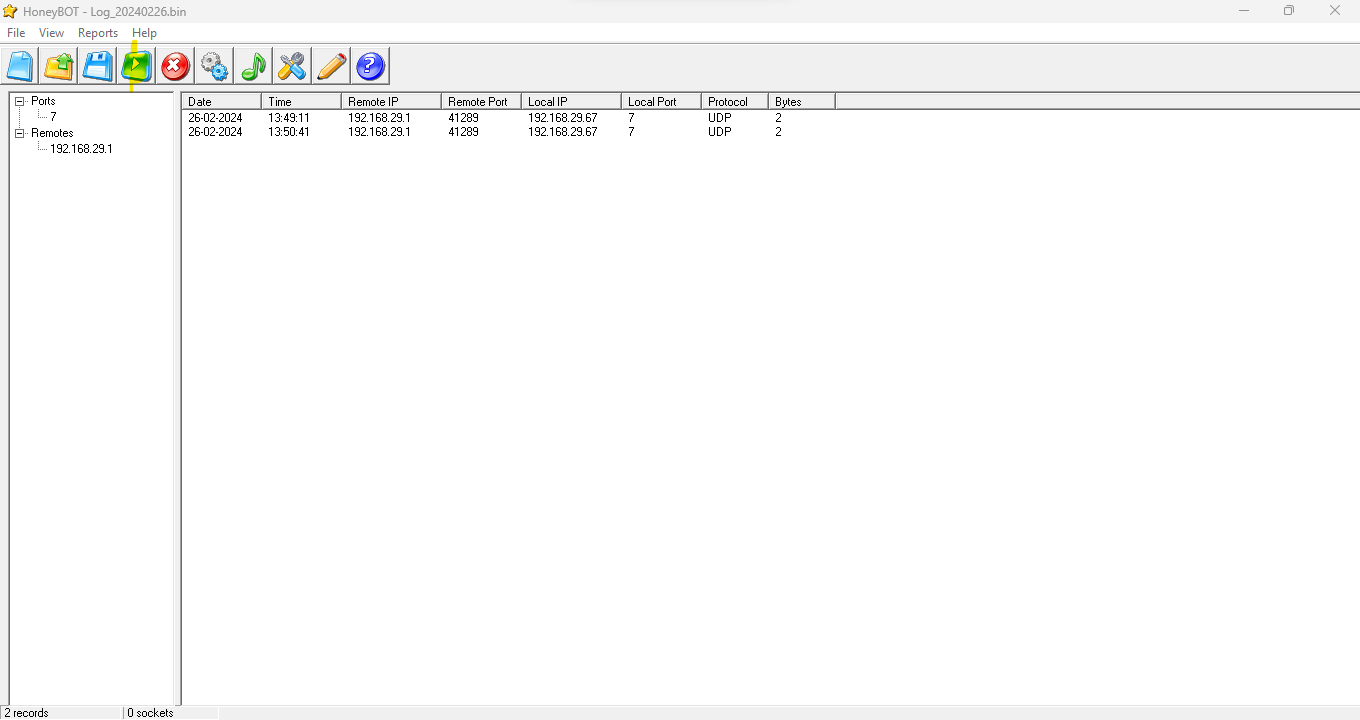 HoneyBOT - Log_20240226.bin
File View Reports Help
Ports
7
Remotes
192.168.29.1
Date Time Remote IP Remote Port Local IP Local Port Protocol Bytes
26-02-2024 13:49:11 192.168.29.1 41289 192.168.29.67 7 UDP 2
26-02-2024 13:50:41 192.168.29.1 41289 192.168.29.67 7 UDP 2
2 records 0 sockets